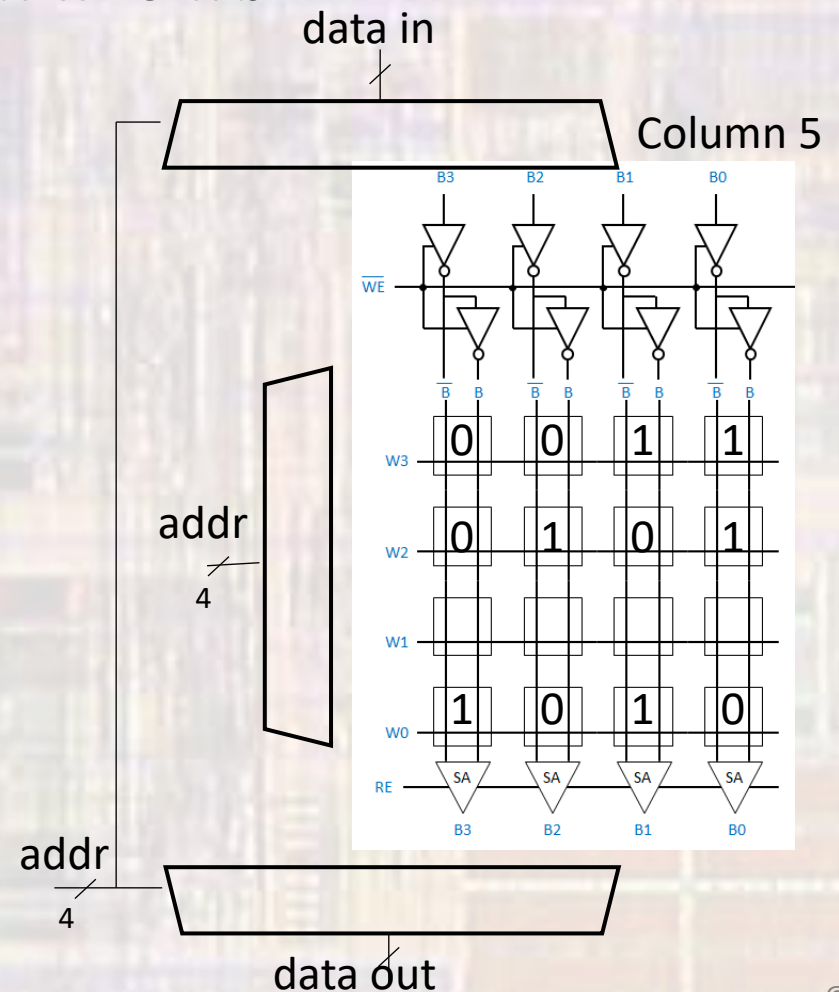 data in
Column 5
B3 B2 B1 B0
WE
B B B B B B B B
W3 0 0 1 1
addr
W2 0 1 0 1
4
W1
W0 1 0 1 0
SA SA SA SA
RE
B3 B2 B1 B0
addr
4
data out